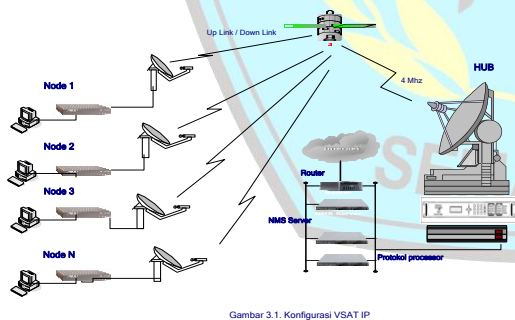 Up Link / Down Link
HUB
Node 1
4 Mhz
Node 2
Router
Node 3
NMS Server
Node N
Protokol processor
Gambar 3.1. Konfigurasi VSAT IP